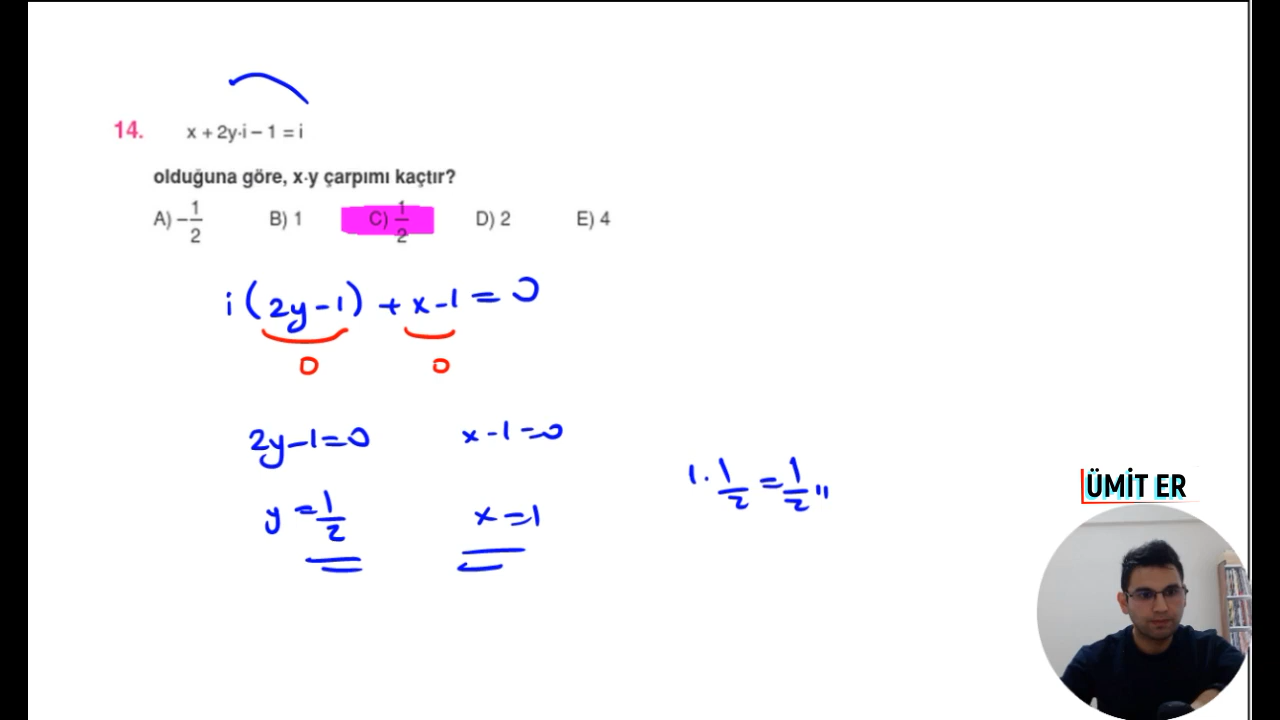 14. x + 2y·i – 1 = i
olduğuna göre, x·y çarpımı kaçtır?
A) –1/2 B) 1 C) 1/2 D) 2 E) 4
i(2y-1) + x-1 = 0
0 0
2y-1=0 x-1=0
y = 1/2 x=1
1·1/2 = 1/2 "
ÜMİT ER